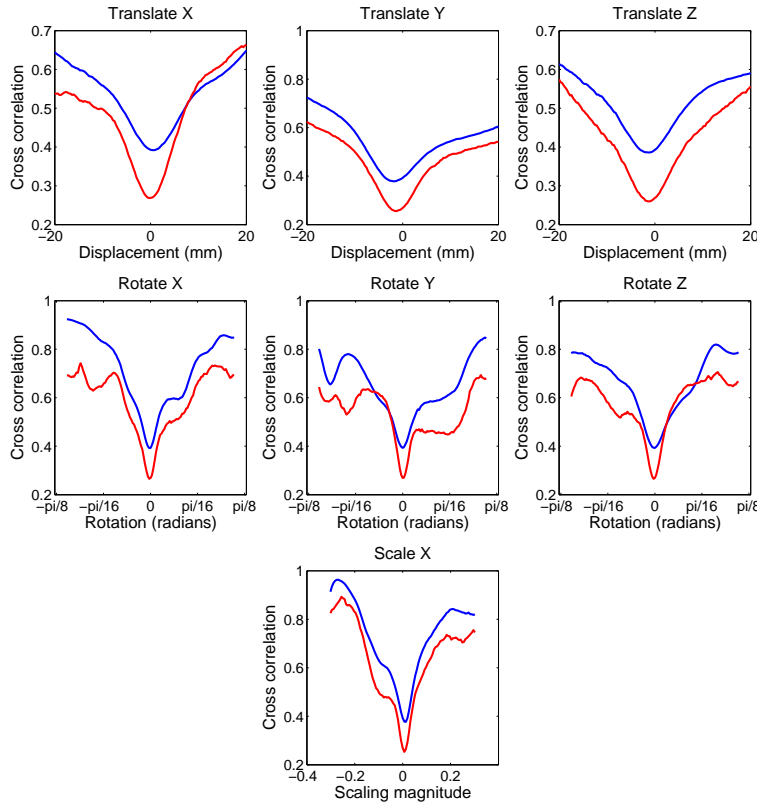 Translate X
Translate Y
Translate Z
0.7
0.6
0.5
0.4
0.3
0.2
Cross correlation
−20 0 20
Displacement (mm)
1
0.8
0.6
0.4
0.2
Cross correlation
−20 0 20
Displacement (mm)
0.7
0.6
0.5
0.4
0.3
0.2
Cross correlation
−20 0 20
Displacement (mm)
Rotate X
Rotate Y
Rotate Z
1
0.8
0.6
0.4
0.2
Cross correlation
−pi/8 −pi/16 0 pi/16 pi/8
Rotation (radians)
1
0.8
0.6
0.4
0.2
Cross correlation
−pi/8 −pi/16 0 pi/16 pi/8
Rotation (radians)
1
0.8
0.6
0.4
0.2
Cross correlation
−pi/8 −pi/16 0 pi/16 pi/8
Rotation (radians)
Scale X
1
0.8
0.6
0.4
0.2
Cross correlation
−0.4 −0.2 0 0.2
Scaling magnitude